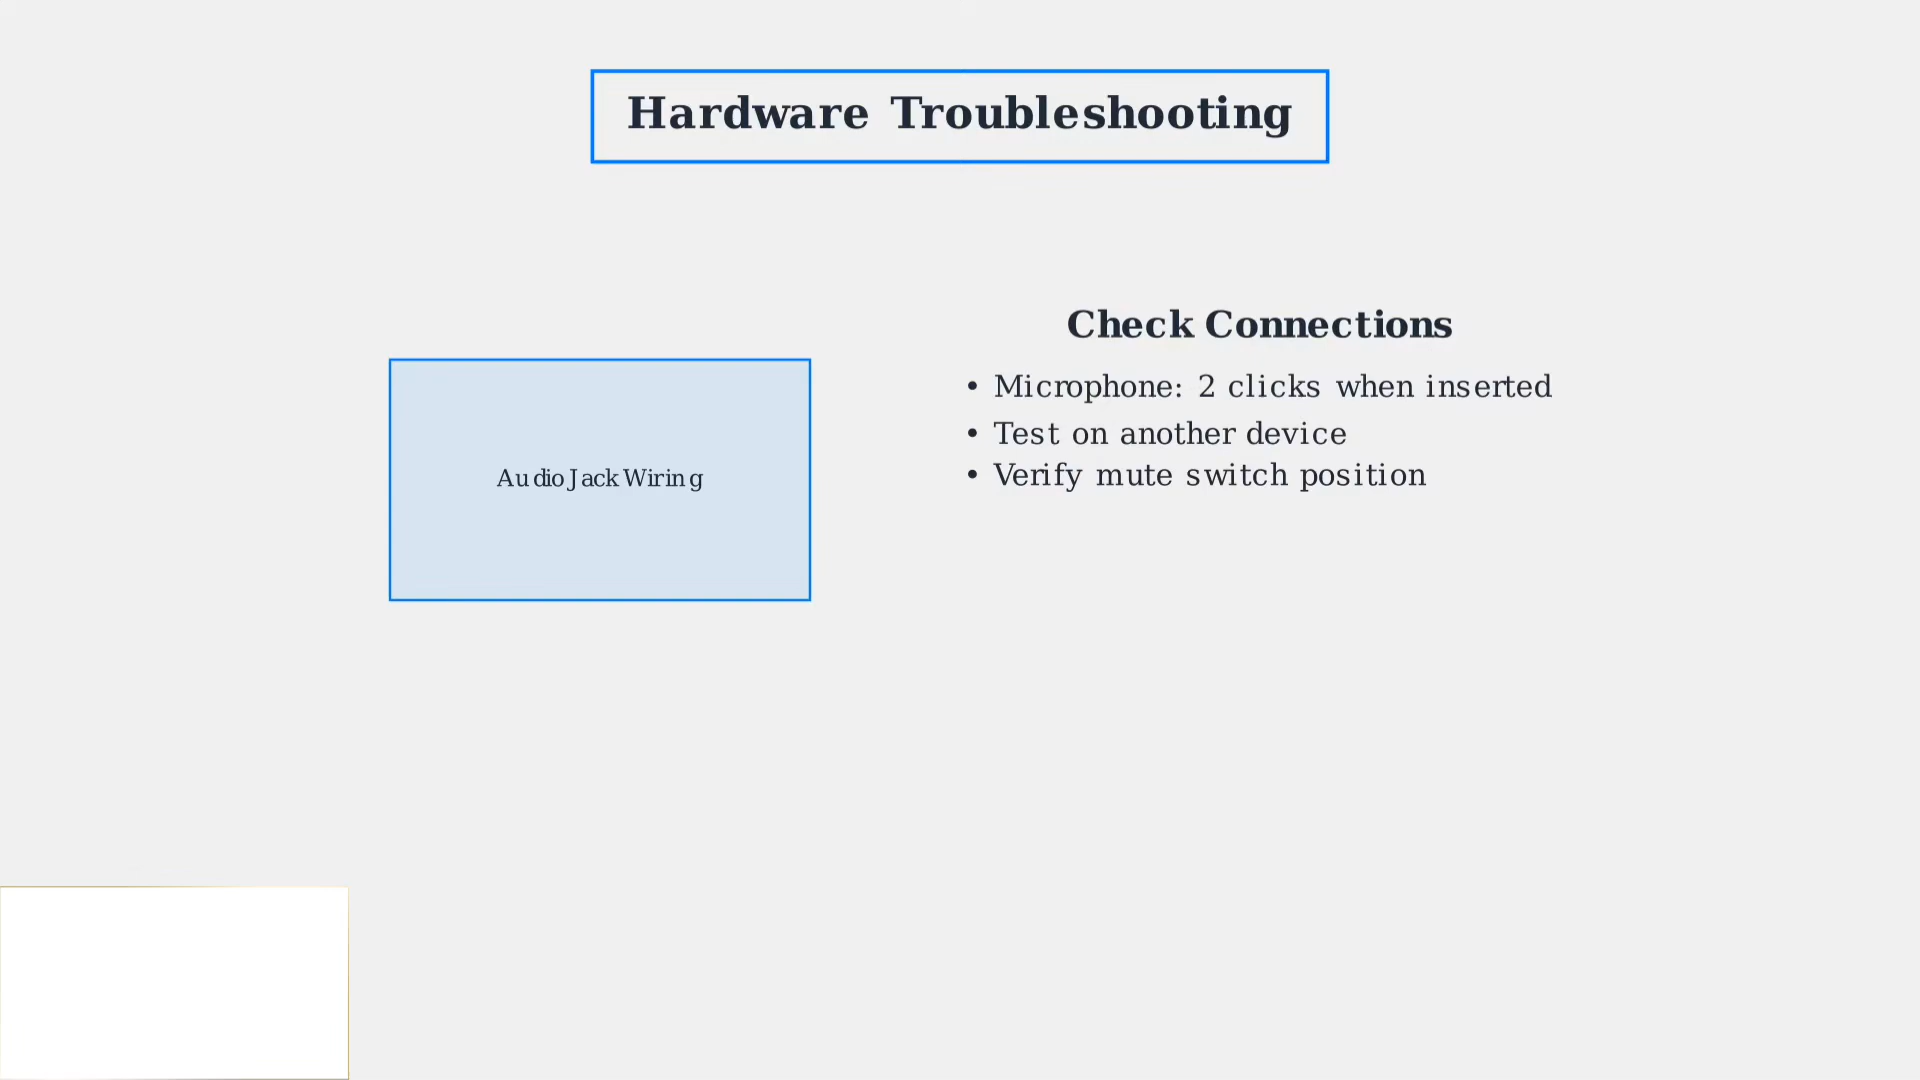 Hardware Troubleshooting
Audio Jack Wiring
Check Connections
• Microphone: 2 clicks when inserted
• Test on another device
• Verify mute switch position